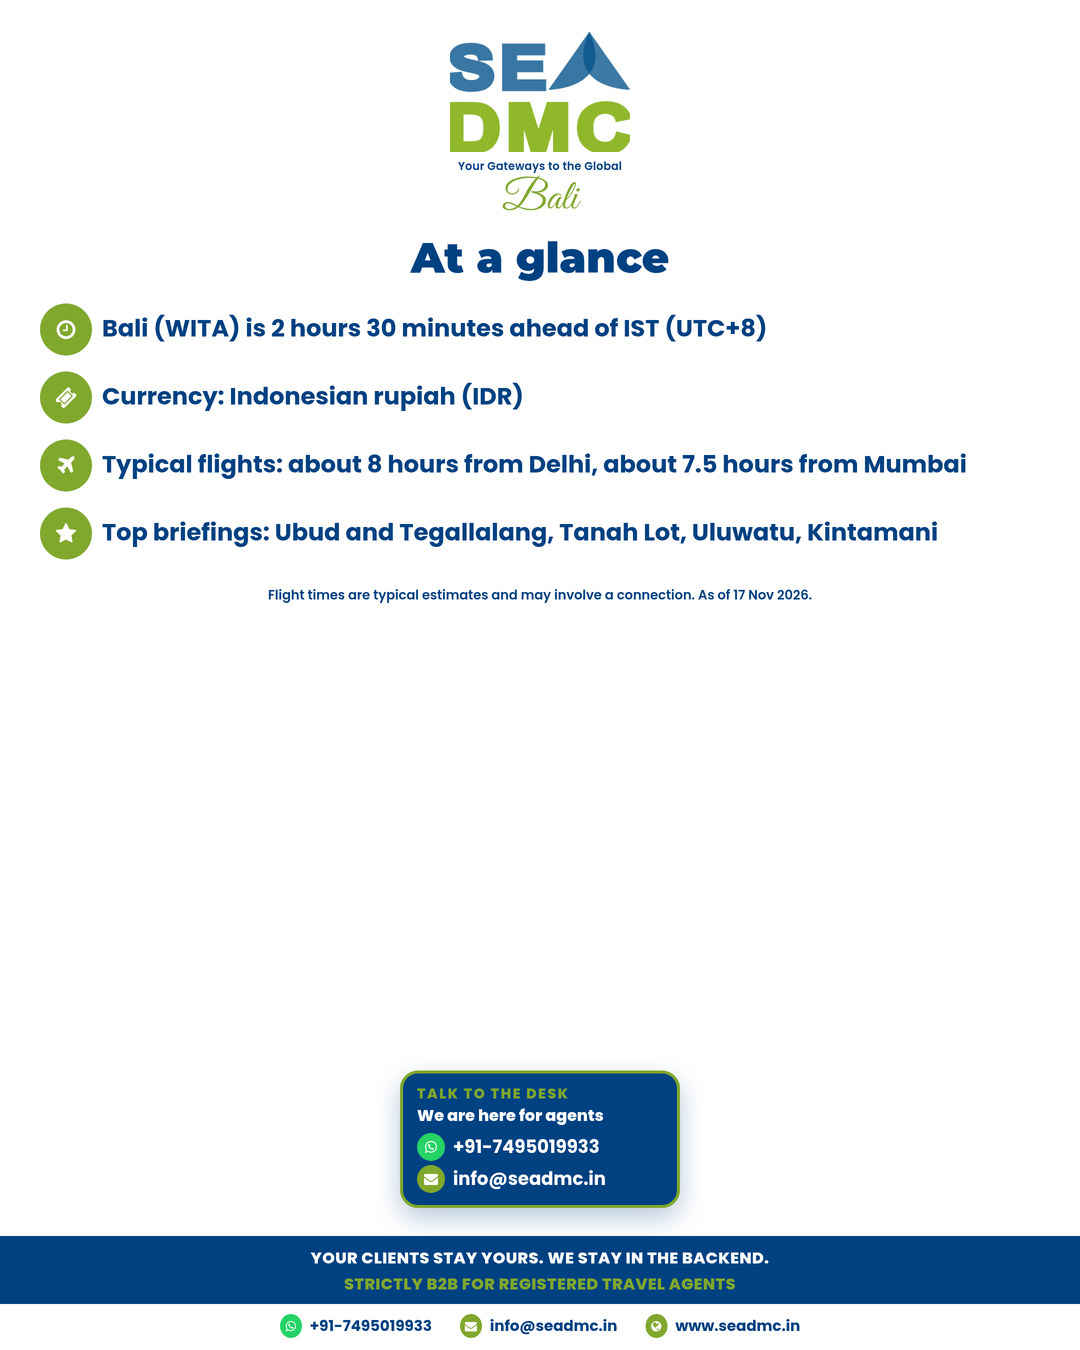 SEA
DMC
Your Gateways to the Global
Bali
At a glance
Bali (WITA) is 2 hours 30 minutes ahead of IST (UTC+8)
Currency: Indonesian rupiah (IDR)
Typical flights: about 8 hours from Delhi, about 7.5 hours from Mumbai
Top briefings: Ubud and Tegallalang, Tanah Lot, Uluwatu, Kintamani
Flight times are typical estimates and may involve a connection. As of 17 Nov 2026.
TALK TO THE DESK
We are here for agents
+91-7495019933
info@seadmc.in
YOUR CLIENTS STAY YOURS. WE STAY IN THE BACKEND.
STRICTLY B2B FOR REGISTERED TRAVEL AGENTS
+91-7495019933 info@seadmc.in www.seadmc.in